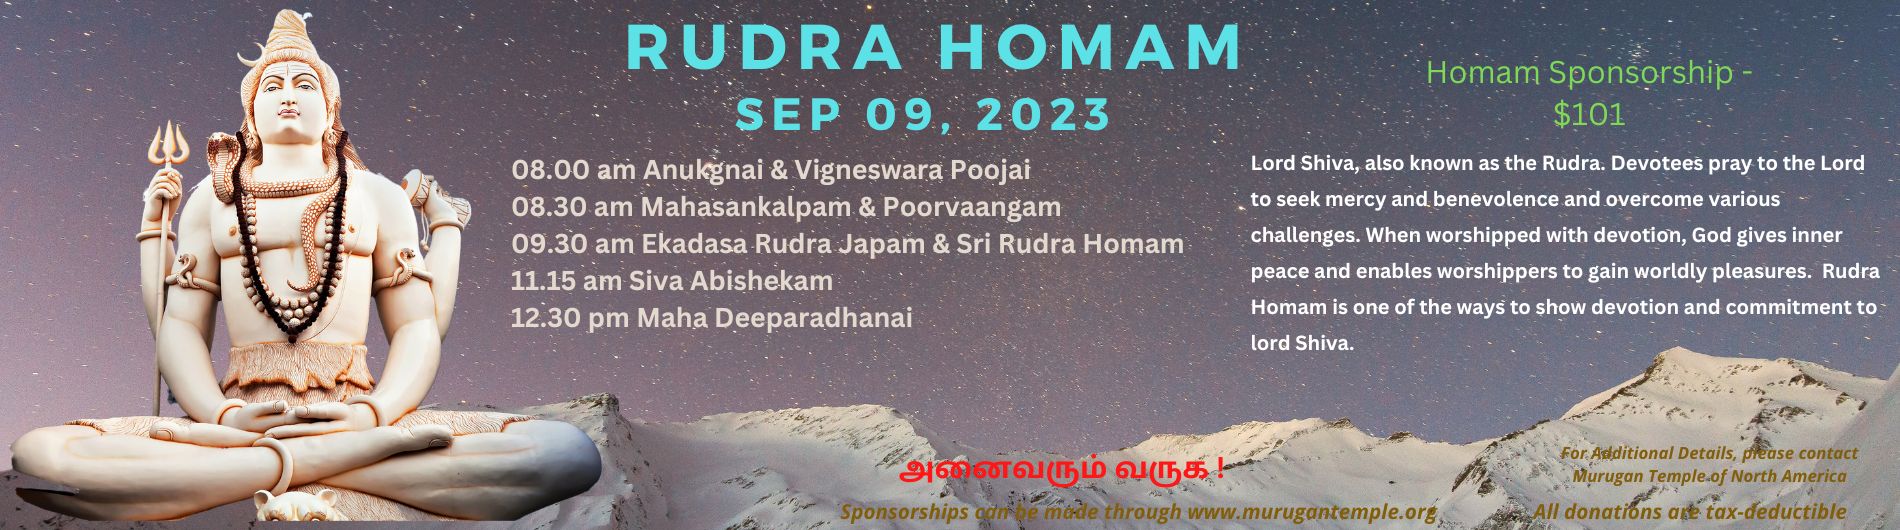 RUDRA HOMAM
SEP 09, 2023
08.00 am Anukgnai & Vigneswara Poojai
08.30 am Mahasankalpam & Poorvaangam
09.30 am Ekadasa Rudra Japam & Sri Rudra Homam
11.15 am Siva Abishekam
12.30 pm Maha Deeparadhanai
Homam Sponsorship -
$101
Lord Shiva, also known as the Rudra. Devotees pray to the Lord
to seek mercy and benevolence and overcome various
challenges. When worshipped with devotion, God gives inner
peace and enables worshippers to gain worldly pleasures. Rudra
Homam is one of the ways to show devotion and commitment to
lord Shiva.
அனைவரும் வருக !
Sponsorships can be made through www.murugantemple.org
For Additional Details, please contact
Murugan Temple of North America
All donations are tax-deductible